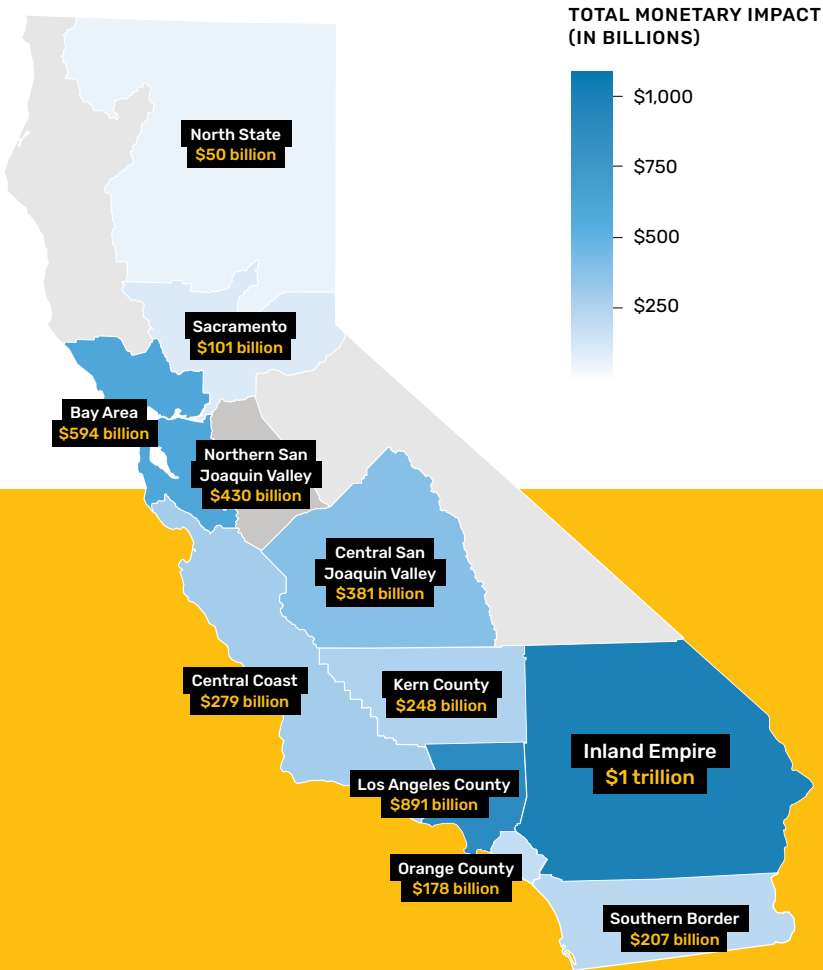 TOTAL MONETARY IMPACT
(IN BILLIONS)
$1,000
$750
$500
$250
North State
$50 billion
Sacramento
$101 billion
Bay Area
$594 billion
Northern San
Joaquin Valley
$430 billion
Central San
Joaquin Valley
$381 billion
Central Coast
$279 billion
Kern County
$248 billion
Inland Empire
$1 trillion
Los Angeles County
$891 billion
Orange County
$178 billion
Southern Border
$207 billion